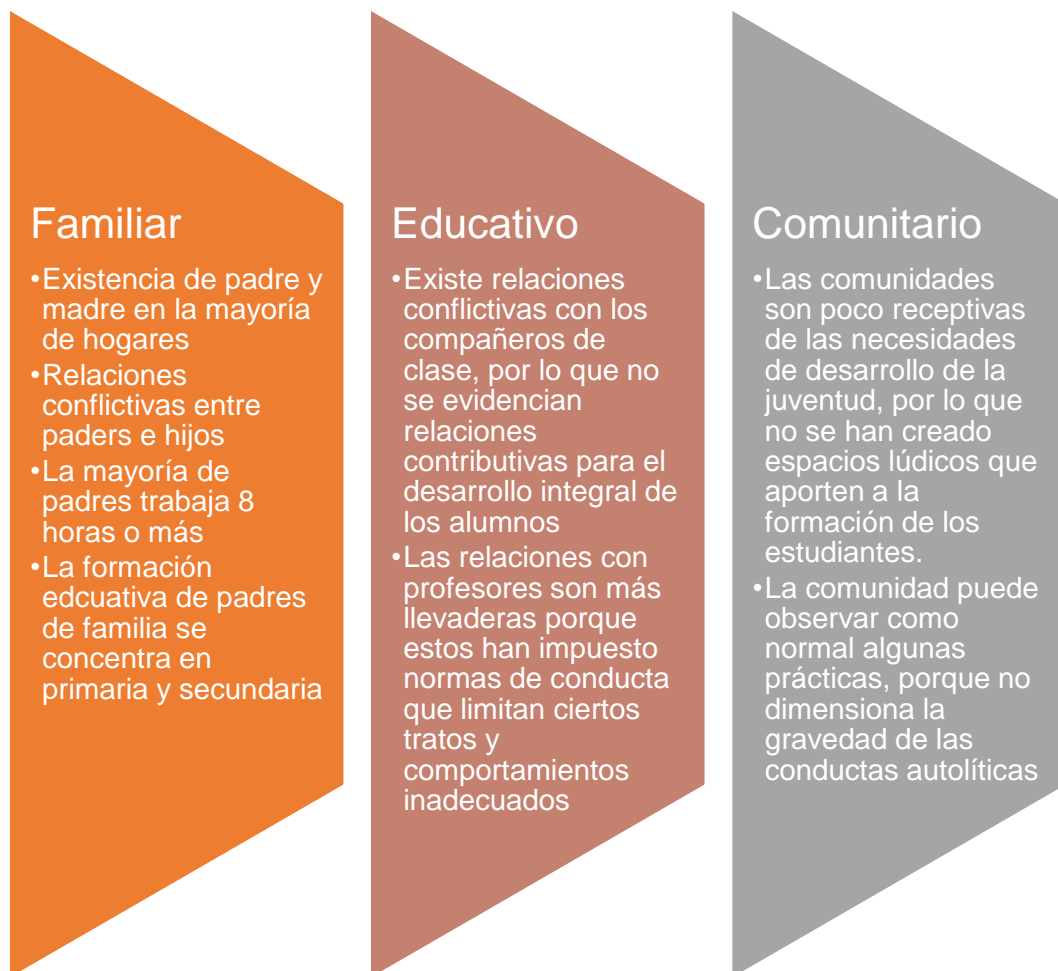 Familiar
•Existencia de padre y
madre en la mayoría
de hogares
•Relaciones
conflictivas entre
paders e hijos
•La mayoría de
padres trabaja 8
horas o más
•La formación
edcuativa de padres
de familia se
concentra en
primaria y secundaria
Educativo
•Existe relaciones
conflictivas con los
compañeros de
clase, por lo que no
se evidencian
relaciones
contributivas para el
desarrollo integral de
los alumnos
•Las relaciones con
profesores son más
llevaderas porque
estos han impuesto
normas de conducta
que limitan ciertos
tratos y
comportamientos
inadecuados
Comunitario
•Las comunidades
son poco receptivas
de las necesidades
de desarrollo de la
juventud, por lo que
no se han creado
espacios lúdicos que
aporten a la
formación de los
estudiantes.
•La comunidad puede
observar como
normal algunas
prácticas, porque no
dimensiona la
gravedad de las
conductas autolíticas